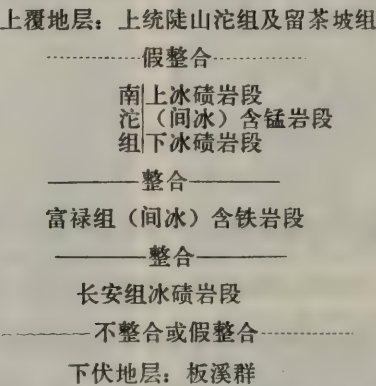 上覆地层：上统陡山沱组及留茶坡组
假整合
南 上冰碛岩段
沱 （间冰）含锰岩段
组 下冰碛岩段
整合
富禄组（间冰）含铁岩段
整合
长安组冰碛岩段
不整合或假整合
下伏地层：板溪群